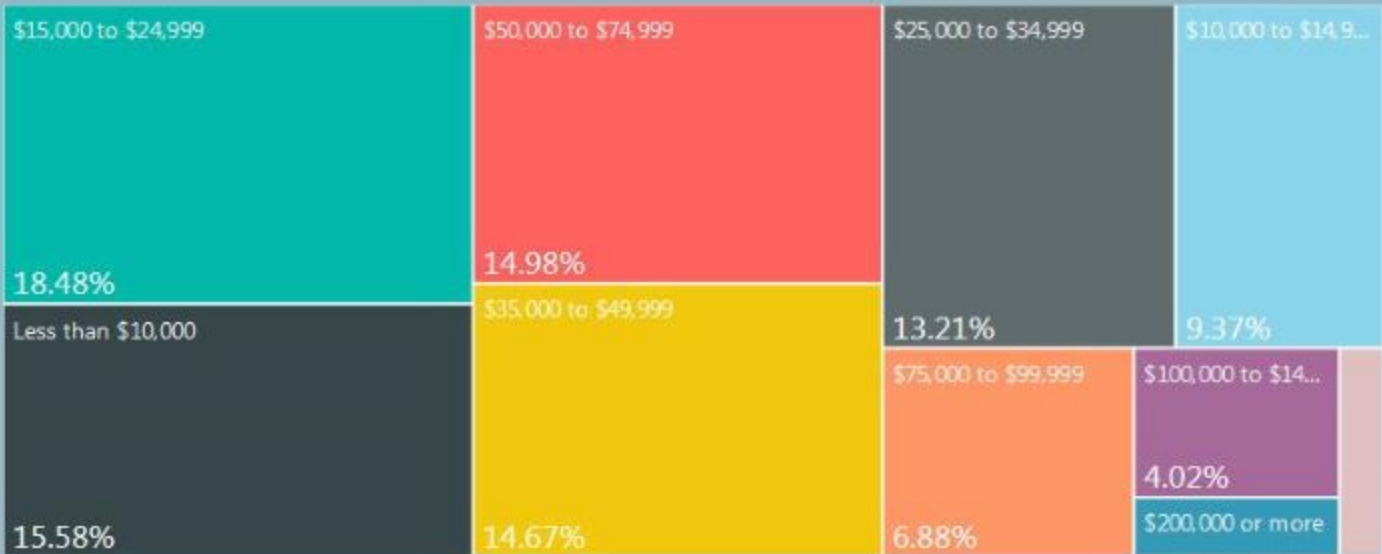 $15,000 to $24,999
18.48%
Less than $10,000
15.58%
$50,000 to $74,999
14.98%
$35,000 to $49,999
14.67%
$25,000 to $34,999
13.21%
$10,000 to $14,9...
9.37%
$75,000 to $99,999
6.88%
$100,000 to $14...
4.02%
$200,000 or more